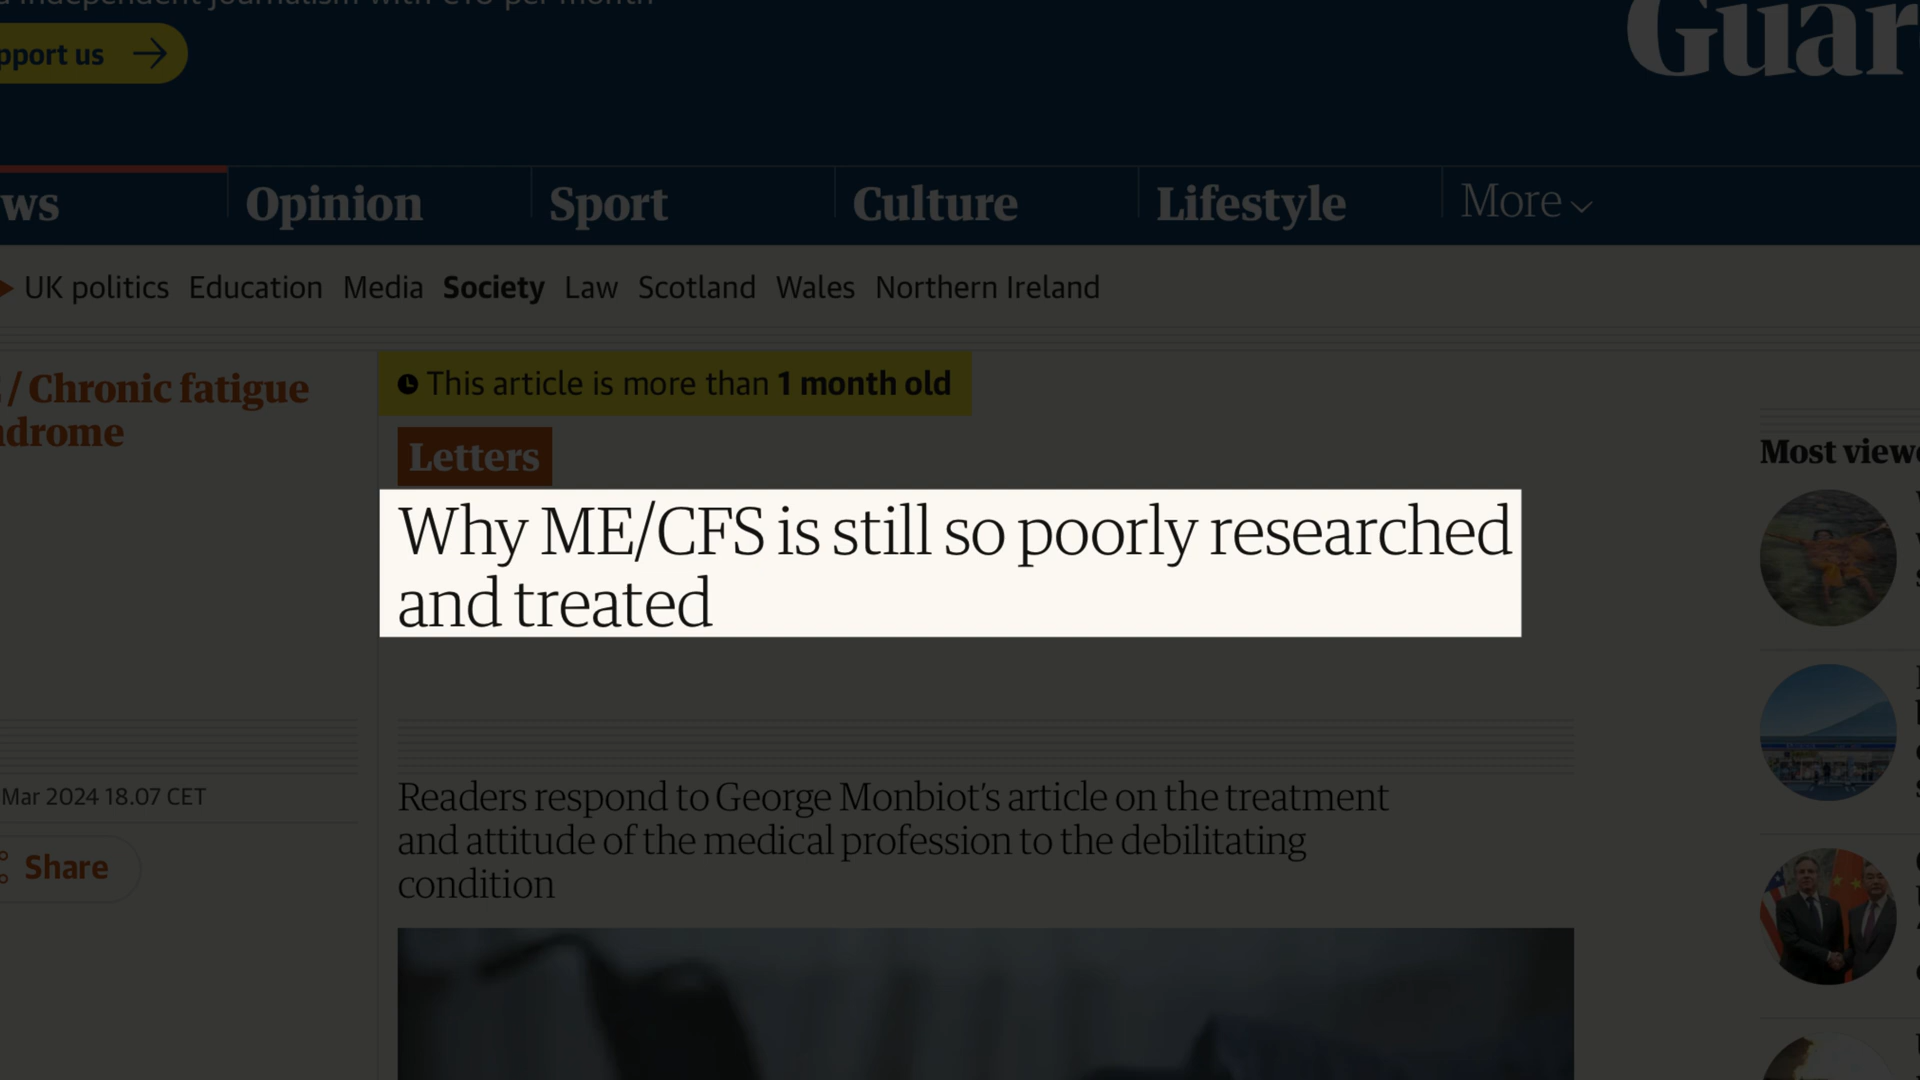 pport us
Guar
ws
Opinion
Sport
Culture
Lifestyle
More
UK politics Education Media Society Law Scotland Wales Northern Ireland
/ Chronic fatigue
ndrome
This article is more than 1 month old
Letters
Why ME/CFS is still so poorly researched
and treated
Most view
Mar 2024 18.07 CET
Share
Readers respond to George Monbiot's article on the treatment
and attitude of the medical profession to the debilitating
condition